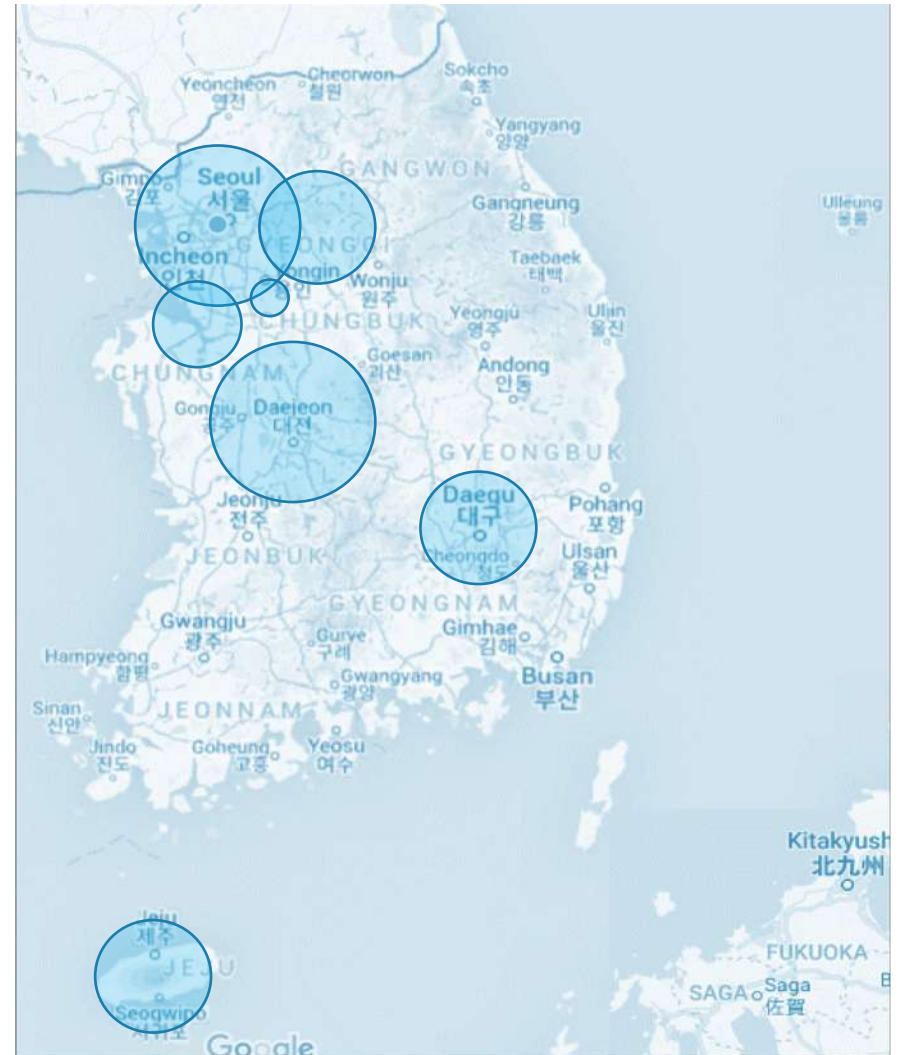 Cheorwon
철원
Sokcho
속초
Yeoncheon
연천
Yangyang
양양
GANGWON
Gimpo
김포
Seoul
서울
Gangneung
강릉
Ulleung
울릉
GYEONGGI
Incheon
인천
Taebaek
태백
Yongin
용인
Wonju
원주
CHUNGBUK
Yeongju
영주
Uljin
울진
Goesan
괴산
Andong
안동
CHUNGNAM
Gongju
공주
Daejeon
대전
GYEONGBUK
Daegu
대구
Pohang
포항
Jeonju
전주
JEONBUK
Cheongdo
청도
Ulsan
울산
GYEONGNAM
Gwangju
광주
Gurye
구례
Gimhae
김해
Hampyeong
함평
Gwangyang
광양
Busan
부산
Sinan
신안
JEONNAM
Jindo
진도
Goheung
고흥
Yeosu
여수
Kitakyush
北九州
Jeju
제주
JEJU
FUKUOKA
SAGA
Saga
佐賀
B
Seogwipo
서귀포
Google